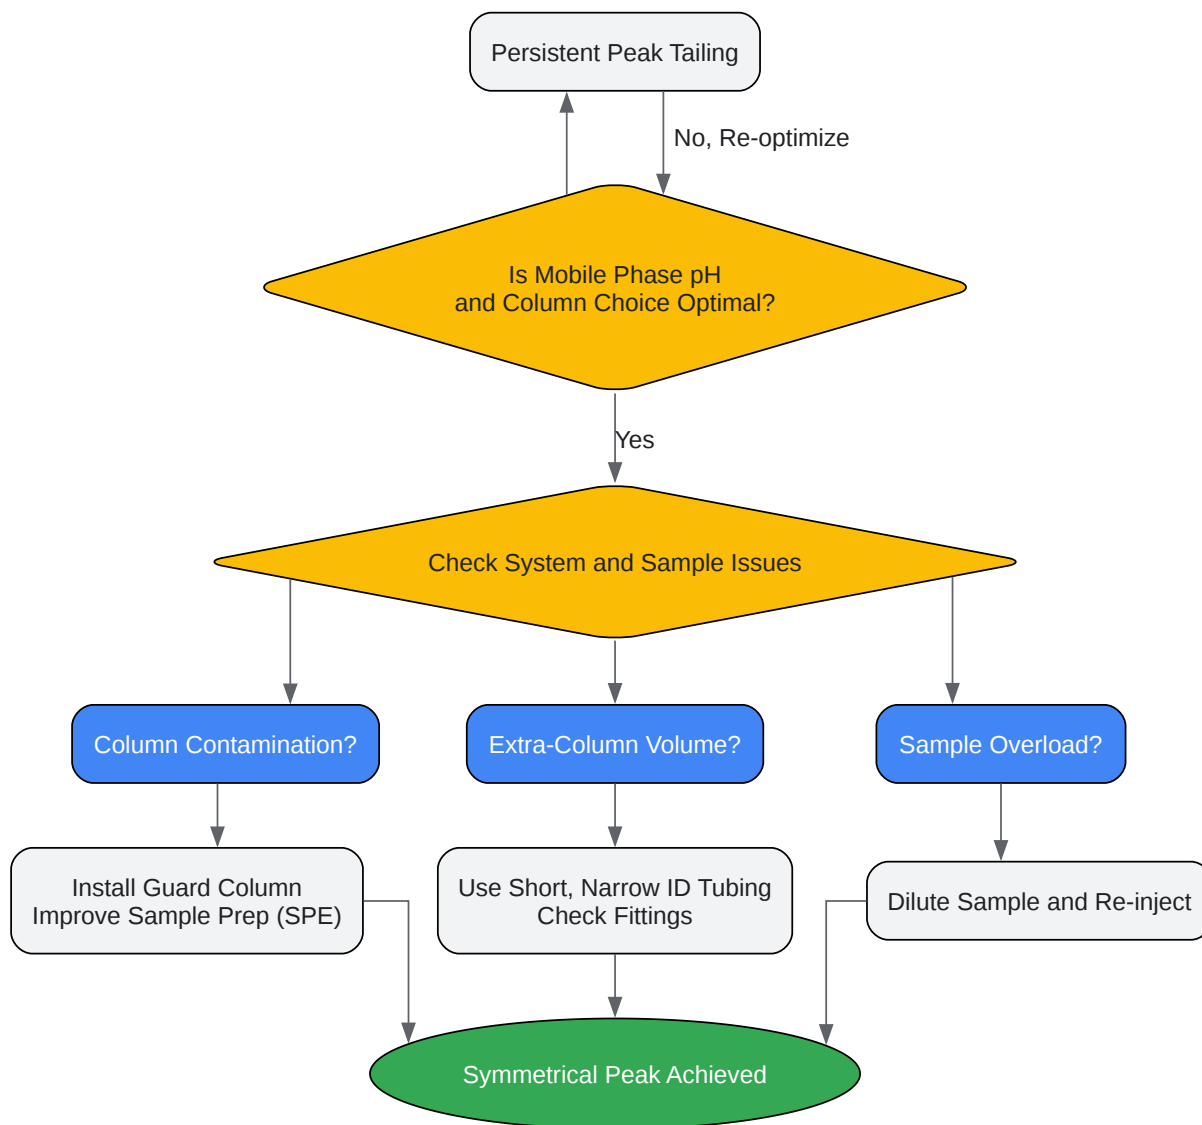 Persistent Peak Tailing
No, Re-optimize
Is Mobile Phase pH
and Column Choice Optimal?
Yes
Check System and Sample Issues
Column Contamination?
Extra-Column Volume?
Sample Overload?
Install Guard Column
Improve Sample Prep (SPE)
Use Short, Narrow ID Tubing
Check Fittings
Dilute Sample and Re-inject
Symmetrical Peak Achieved